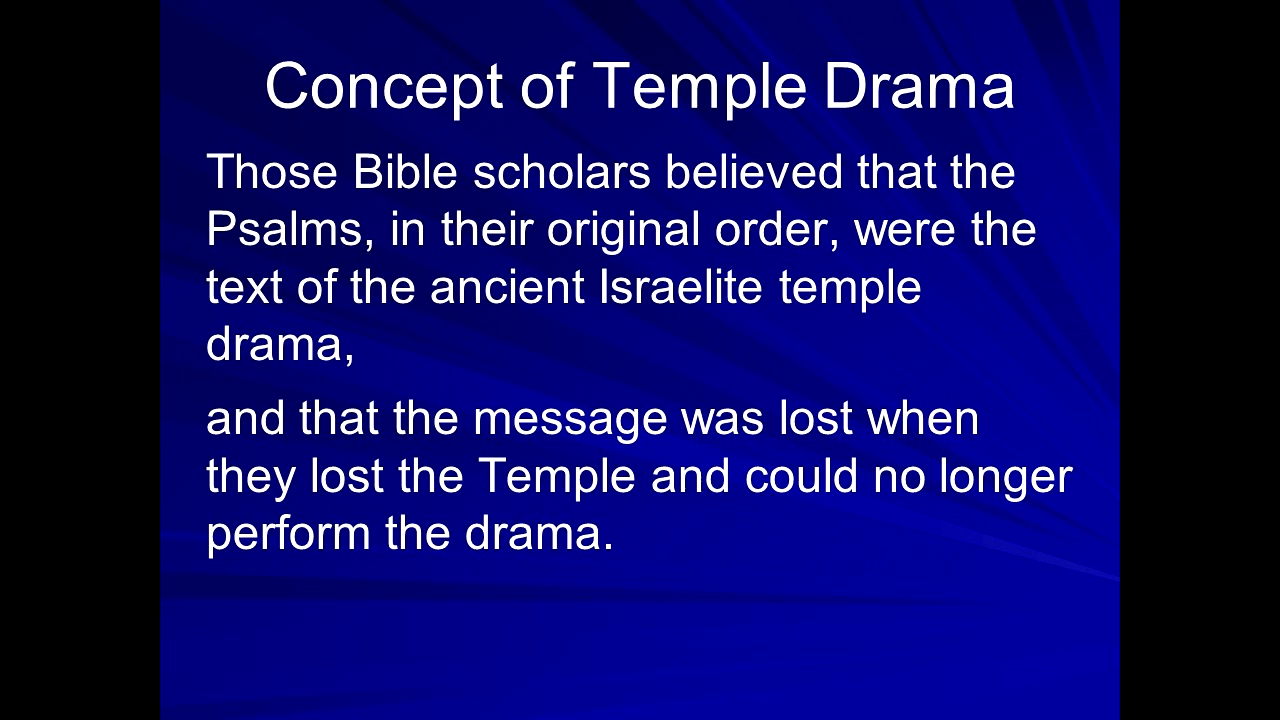 Concept of Temple Drama
Those Bible scholars believed that the
Psalms, in their original order, were the
text of the ancient Israelite temple
drama,
and that the message was lost when
they lost the Temple and could no longer
perform the drama.